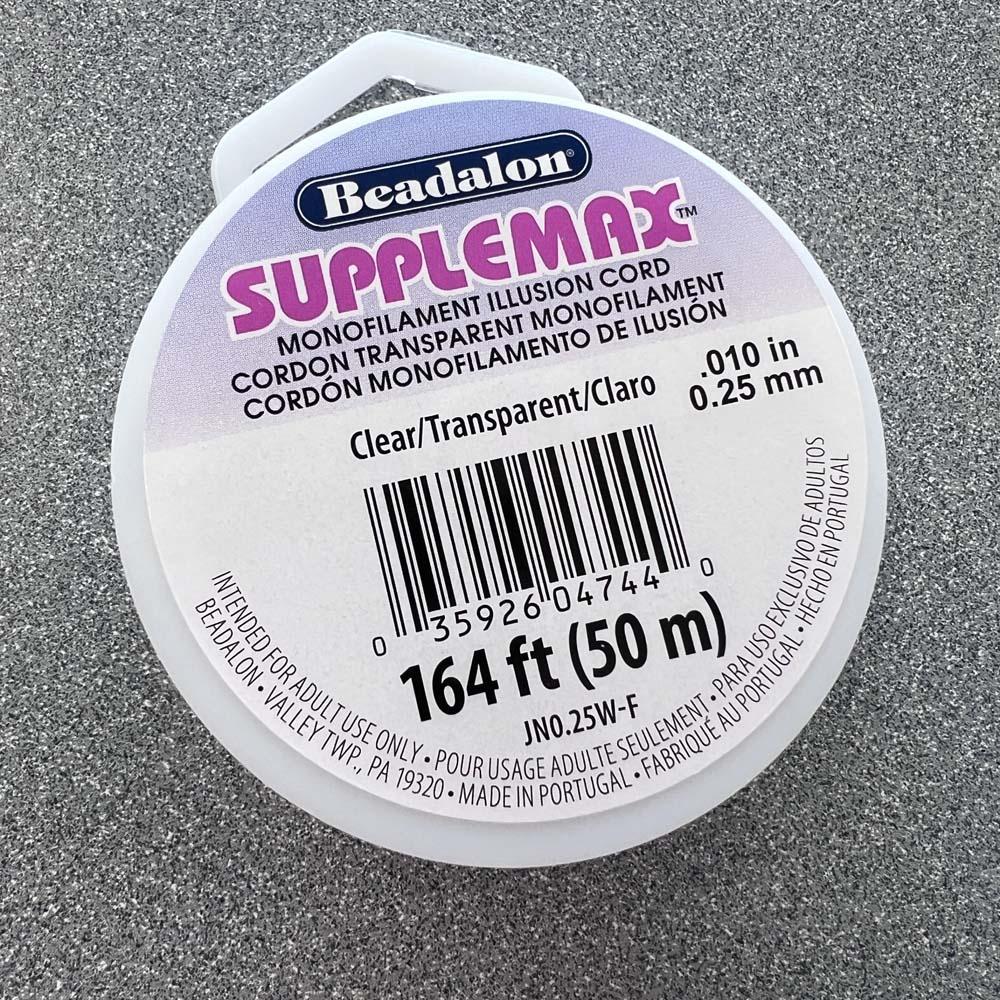 Beadalon®
SUPPLEMAX™
MONOFILAMENT ILLUSION CORD
CORDON TRANSPARENT MONOFILAMENT
CORDÓN MONOFILAMENTO DE ILUSIÓN
Clear/Transparent/Claro
.010 in
0.25 mm
0 35926 04744 0
164 ft (50 m)
JN0.25W-F
INTENDED FOR ADULT USE ONLY • POUR USAGE ADULTE SEULEMENT • PARA USO EXCLUSIVO DE ADULTOS
BEADALON • VALLEY TWP., PA 19320 • MADE IN PORTUGAL • FABRIQUÉ AU PORTUGAL • HECHO EN PORTUGAL